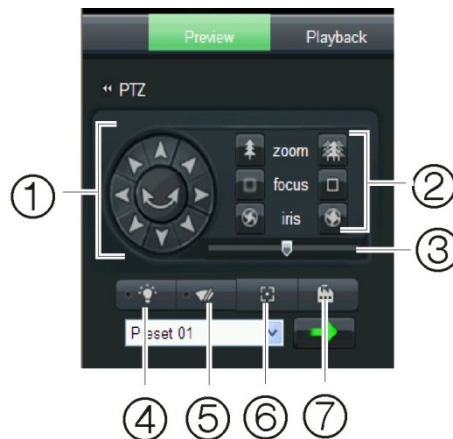 Preview Playback
PTZ
① zoom ②
focus
iris ③
Preset 01
④ ⑤ ⑥ ⑦